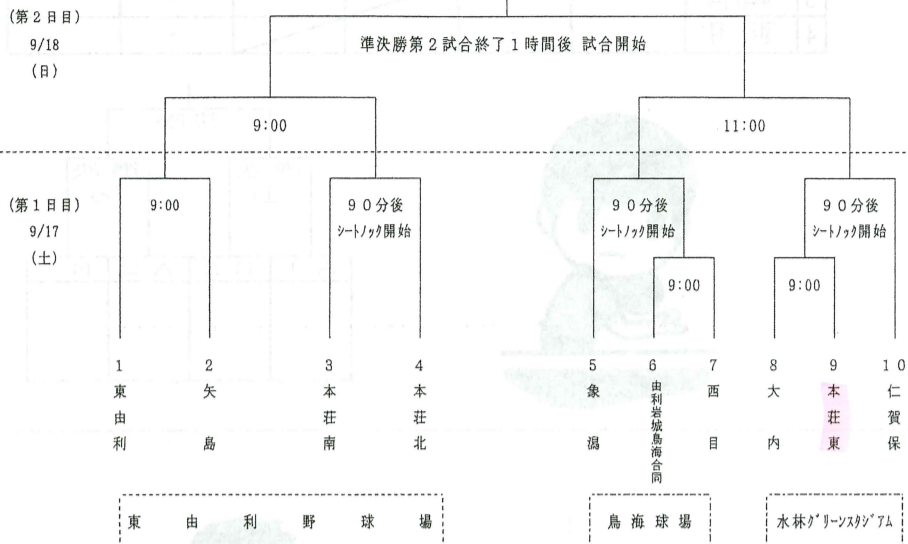 (第２日目)
9/18
(日)
準決勝第２試合終了１時間後 試合開始
9:00
11:00
(第１日目)
9/17
(土)
9:00
９０分後
シートノック開始
９０分後
シートノック開始
９０分後
シートノック開始
9:00
9:00
1
東由利
2
矢島
3
本荘南
4
本荘北
5
象潟
6
由利岩城鳥海合同
7
西目
8
大内
9
本荘東
10
仁賀保
東由利野球場
鳥海球場
水林グリーンスタジアム